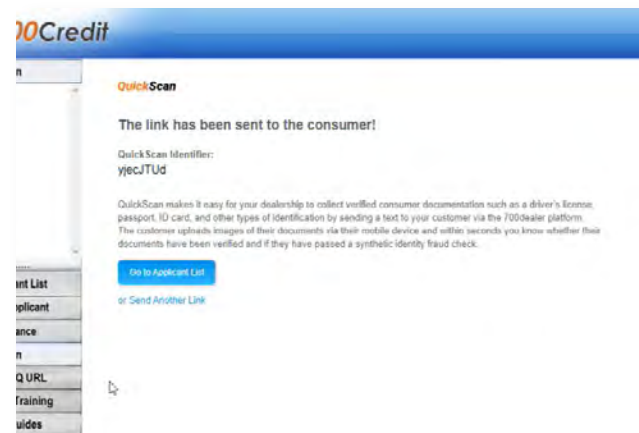 00Credit
n
QuickScan
The link has been sent to the consumer!
QuickScan Identifier:
yjecJTUd
QuickScan makes it easy for your dealership to collect verified consumer documentation such as a driver's license,
passport, ID card, and other types of identification by sending a text to your customer via the 700dealer platform.
The customer uploads images of their documents via their mobile device and within seconds you know whether their
documents have been verified and if they have passed a synthetic identity fraud check.
Go to Applicant List
or Send Another Link
ant List
pplicant
ance
n
Q URL
Training
uides